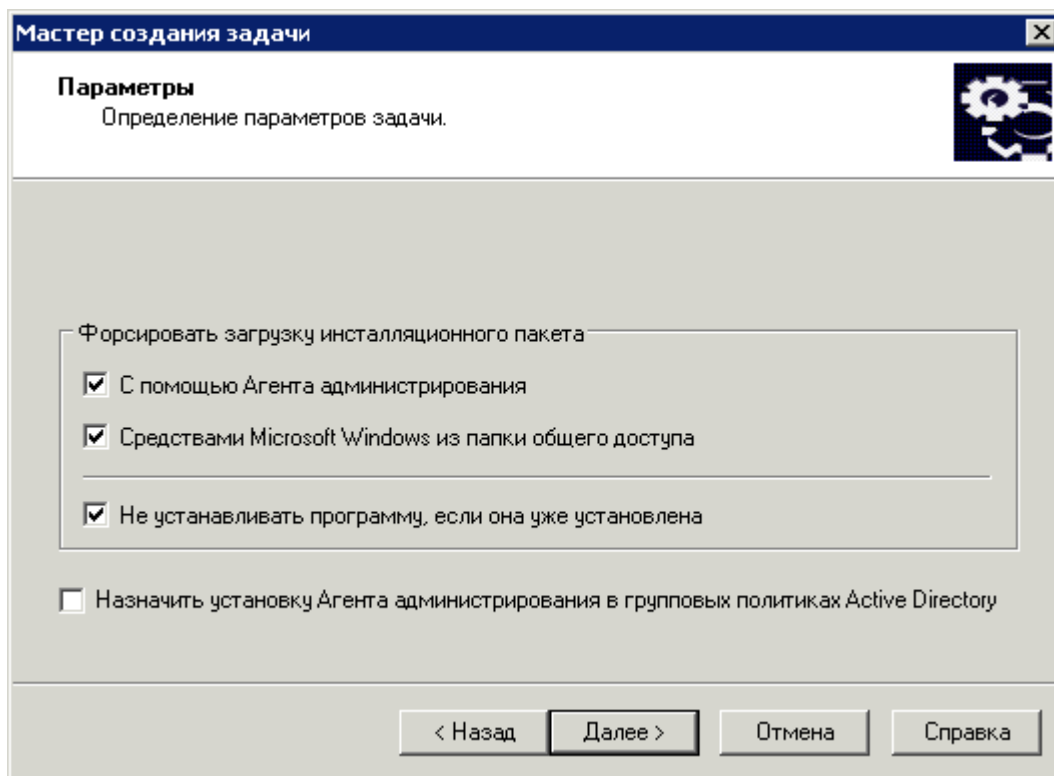 Мастер создания задачи
Параметры
Определение параметров задачи.
Форсировать загрузку инсталляционного пакета
С помощью Агента администрирования
Средствами Microsoft Windows из папки общего доступа
Не устанавливать программу, если она уже установлена
Назначить установку Агента администрирования в групповых политиках Active Directory
< Назад
Далее >
Отмена
Справка